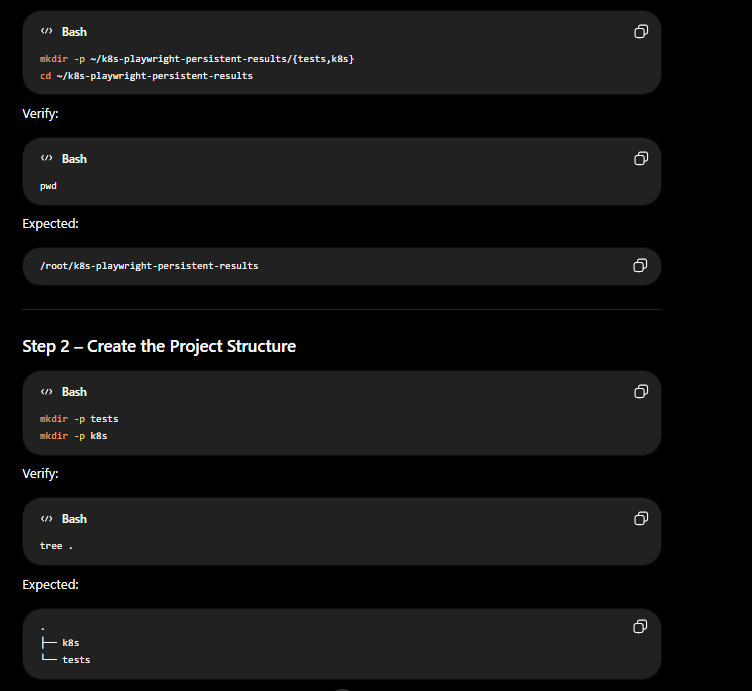 Bash
mkdir -p ~/k8s-playwright-persistent-results/{tests,k8s}
cd ~/k8s-playwright-persistent-results
Verify:
Bash
pwd
Expected:
/root/k8s-playwright-persistent-results
Step 2 – Create the Project Structure
Bash
mkdir -p tests
mkdir -p k8s
Verify:
Bash
tree .
Expected:
.
├── k8s
└── tests